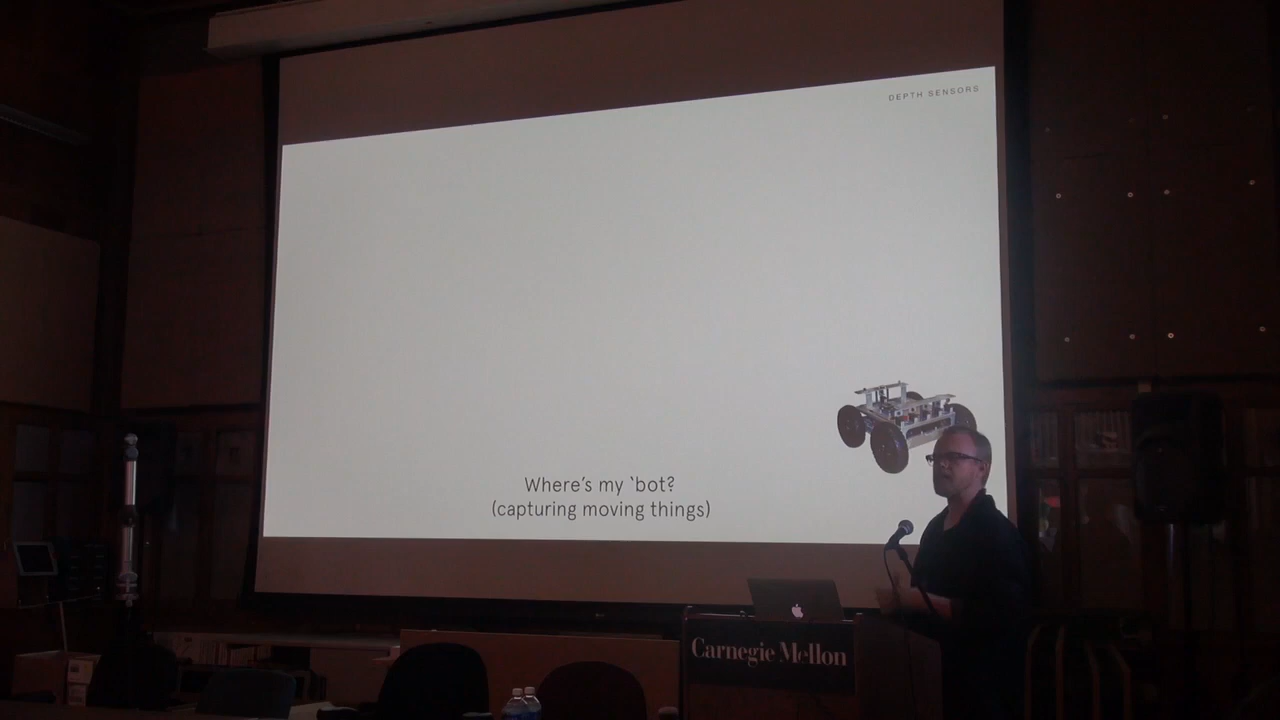 DEPTH SENSORS
Where's my 'bot?
(capturing moving things)
Carnegie Mellon